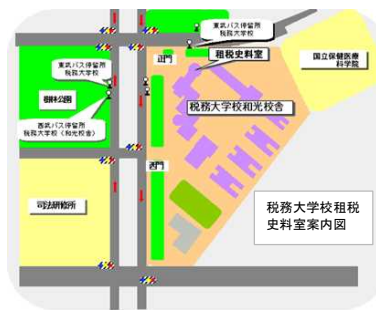 東武バス停留所
税務大学校
正門
租税史料室
国立保健医療
科学院
東武バス停留所
税務大学校
樹林公園
税務大学校和光校舎
西武バス停留所
税務大学校（和光校舎）
西門
司法研修所
税務大学校租税
史料室案内図